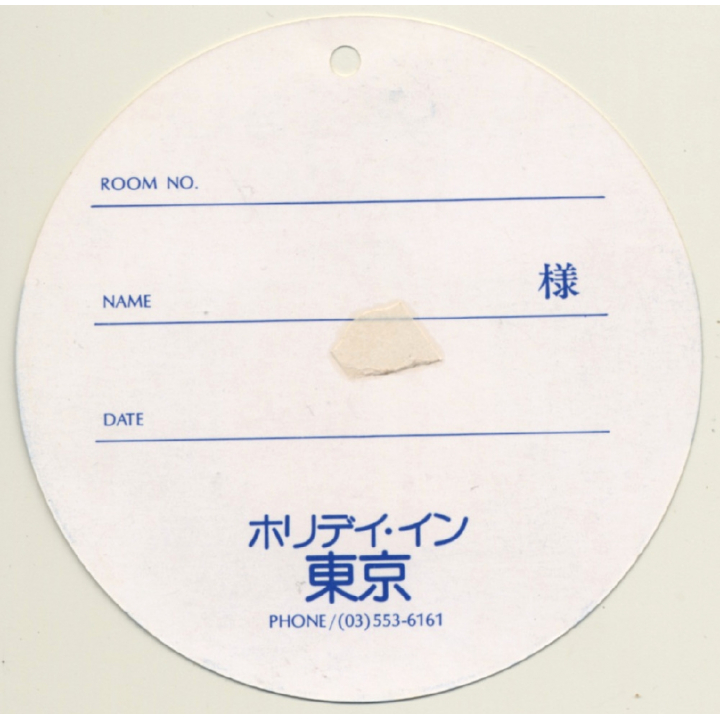 ROOM NO.
NAME 様
DATE
ホリデイ・イン
東京
PHONE/(03)553-6161